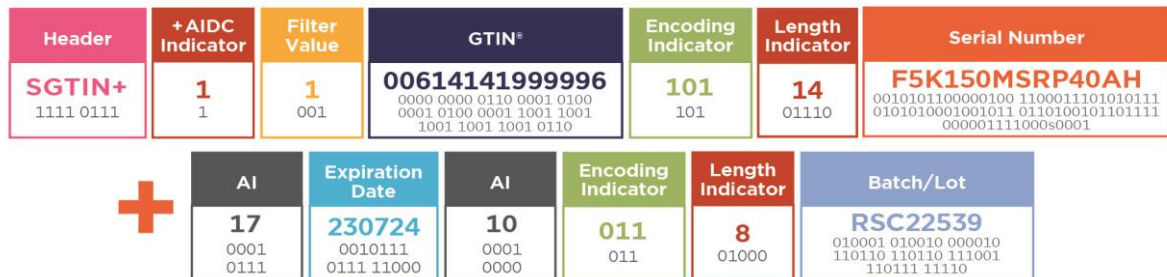 Header
+AIDC
Indicator
Filter
Value
GTIN®
Encoding
Indicator
Length
Indicator
Serial Number
SGTIN+
1111 0111
1
1
1
001
00614141999996
0000 0000 0110 0001 0100
0001 0100 0001 1001 1001
1001 1001 1001 0110
101
101
14
01110
F5K150MSRP40AH
0010101100000100 1100011101010111
0101010001001011 0110100101101111
000001111000s0001
+
AI
Expiration
Date
AI
Encoding
Indicator
Length
Indicator
Batch/Lot
17
0001
0111
230724
0010111
0111 11000
10
0001
0000
011
011
8
01000
RSC22539
010001 010010 000010
110110 110110 111001
110111 11110